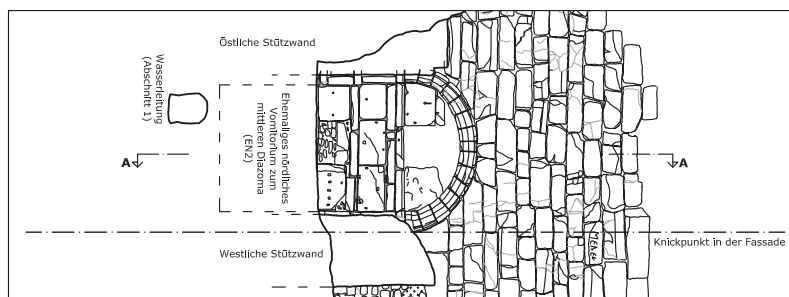 Östliche Stützwand
Wasserleitung
(Abschnitt 1)
Ehemaliges nördliches
Vomitorium zum
mittleren Diazoma
(EN2)
A
A
Knickpunkt in der Fassade
Westliche Stützwand